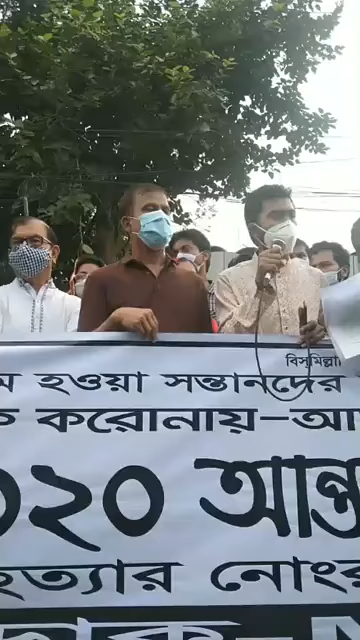 বিসমিল্লা
ম হওয়া সন্তানদের
ক করোনায়-আ
২০২০ আন্ত
হত্যার নোংর